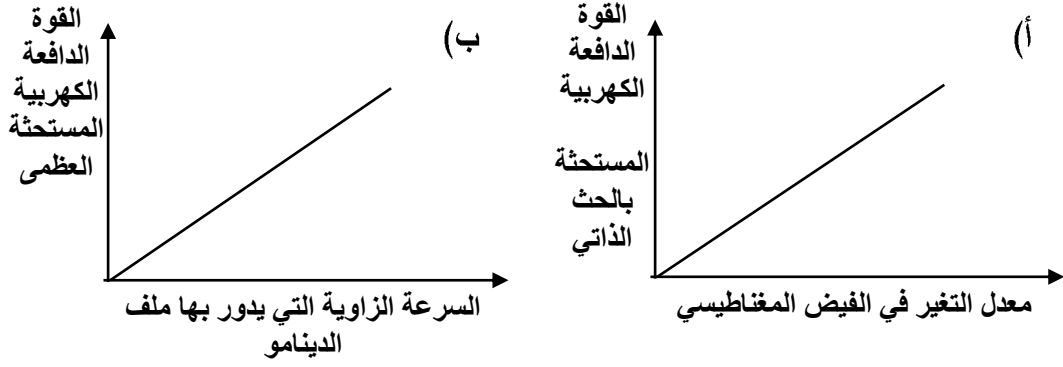 أ)
القوة
الدافعة
الكهربية
المستحثة
بالحث
الذاتي
معدل التغير في الفيض المغناطيسي
ب)
القوة
الدافعة
الكهربية
المستحثة
العظمى
السرعة الزاوية التي يدور بها ملف
الدينامو